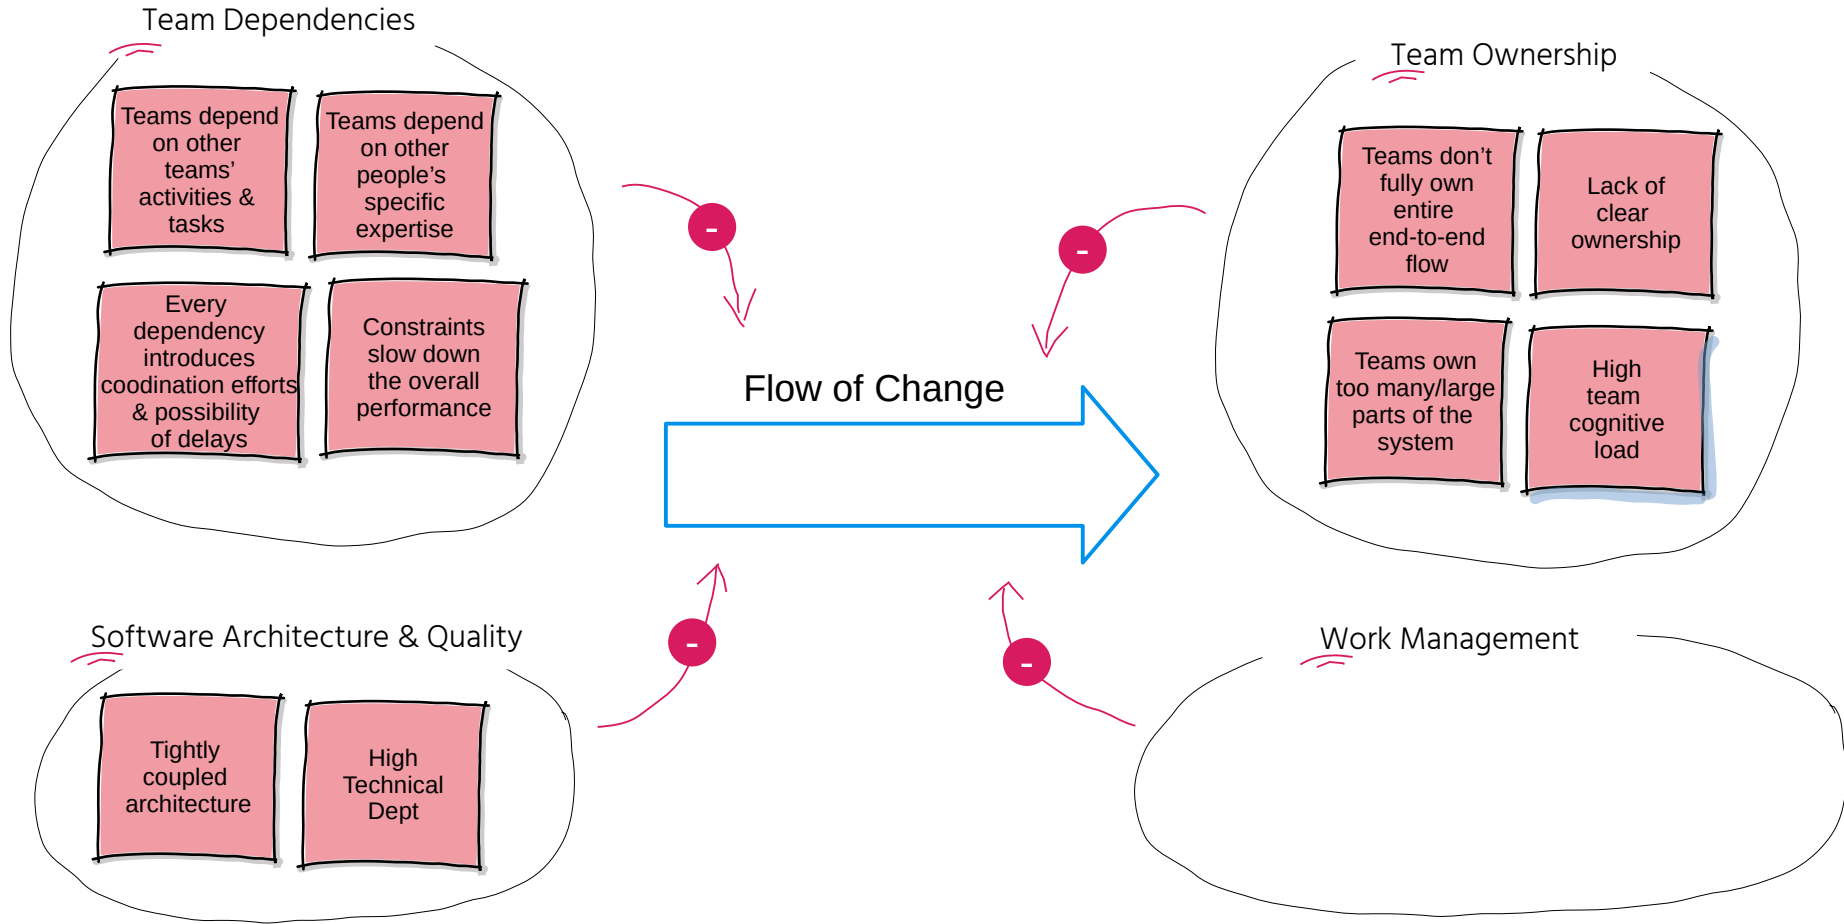 Team Dependencies
Teams depend
on other
teams’
activities &
tasks
Teams depend
on other
people’s
specific
expertise
Every
dependency
introduces
coodination efforts
& possibility
of delays
Constraints
slow down
the overall
performance
-
-
Flow of Change
Team Ownership
Teams don’t
fully own
entire
end-to-end
flow
Lack of
clear
ownership
Teams own
too many/large
parts of the
system
High
team
cognitive
load
Software Architecture & Quality
Tightly
coupled
architecture
High
Technical
Dept
-
-
Work Management